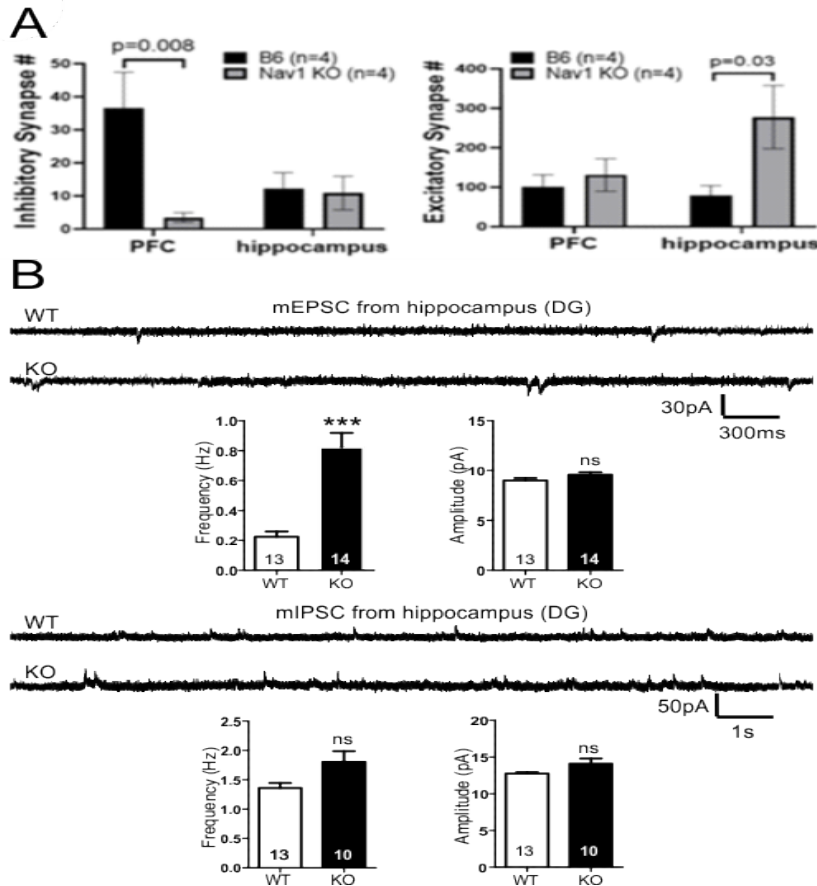 A
p=0.008
B6 (n=4)
Nav1 KO (n=4)
Inhibitory Synapse #
50
40
30
20
10
0
PFC
hippocampus
p=0.03
B6 (n=4)
Nav1 KO (n=4)
Excitatory Synapse #
400
300
200
100
0
PFC
hippocampus
B
mEPSC from hippocampus (DG)
WT
KO
30pA
300ms
Frequency (Hz)
1.0
0.8
0.6
0.4
0.2
0.0
***
13
14
WT
KO
Amplitude (pA)
15
10
5
0
ns
13
14
WT
KO
mIPSC from hippocampus (DG)
WT
KO
50pA
1s
Frequency (Hz)
2.5
2.0
1.5
1.0
0.5
0.0
ns
13
10
WT
KO
Amplitude (pA)
20
15
10
5
0
ns
13
10
WT
KO